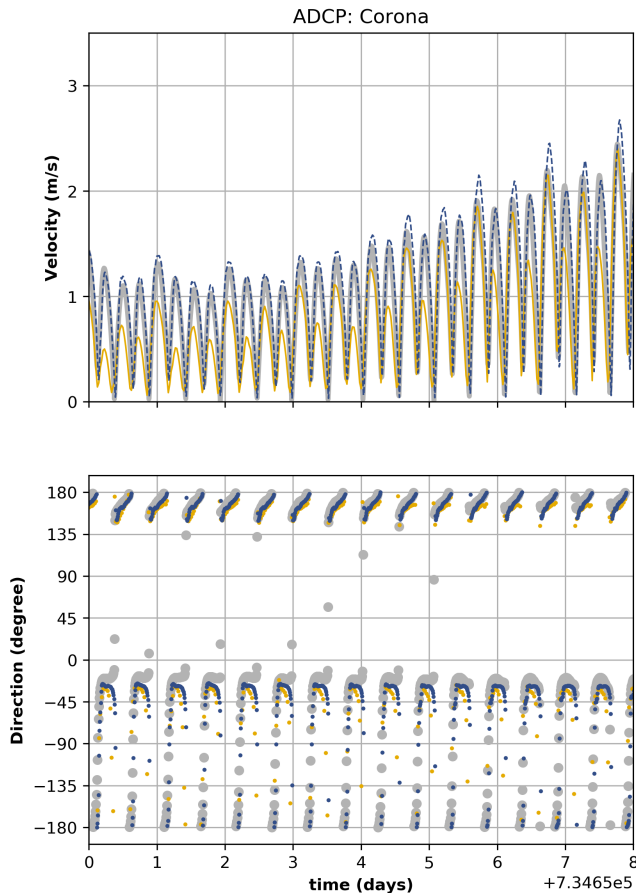 ADCP: Corona
3
2
1
0
Velocity (m/s)
180
135
90
45
0
−45
−90
−135
−180
Direction (degree)
0 1 2 3 4 5 6 7 8
time (days)
+7.3465e5